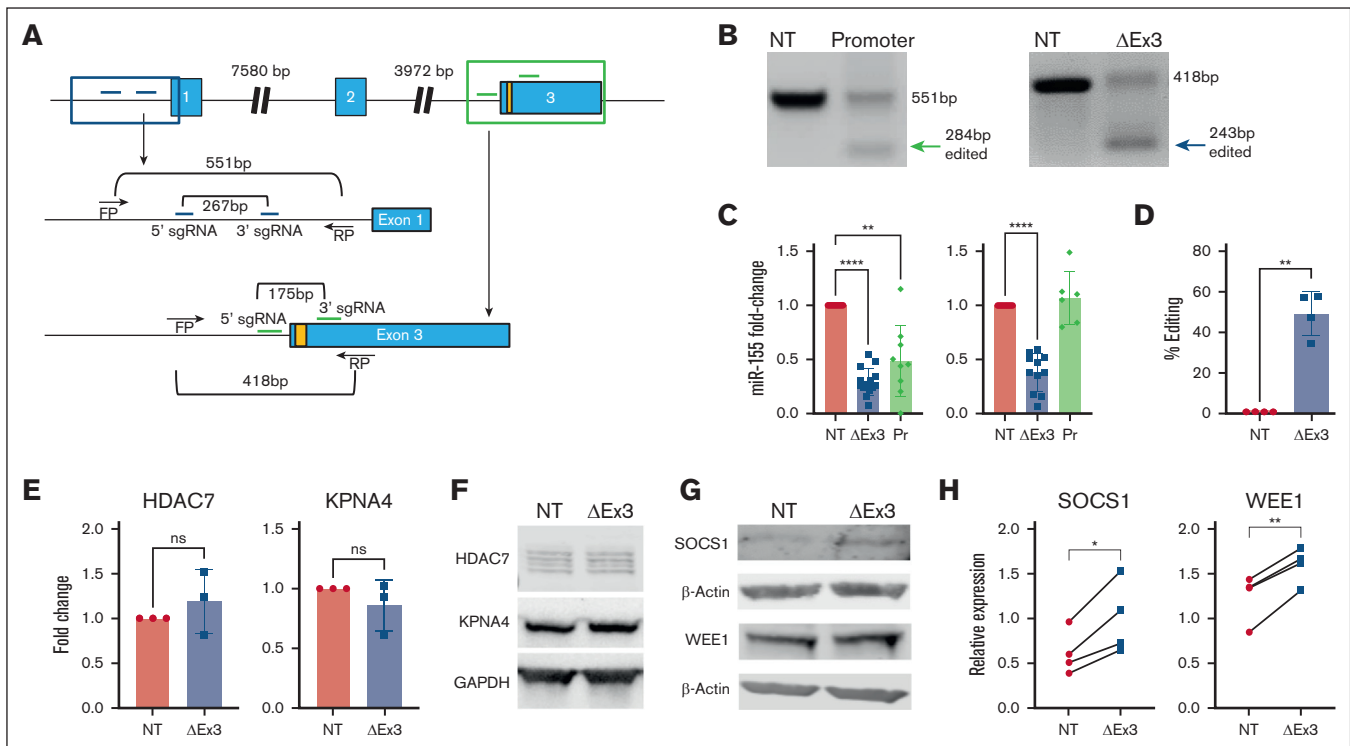 A
7580 bp
3972 bp
1
2
3
551bp
FP
267bp
5' sgRNA
3' sgRNA
RP
Exon 1
175bp
5' sgRNA
3' sgRNA
FP
Exon 3
RP
418bp
B
NT
Promoter
551bp
284bp
edited
NT
ΔEx3
418bp
243bp
edited
C
miR-155 fold-change
1.5
1.0
0.5
0.0
**
****
NT
ΔEx3
Pr
1.5
1.0
0.5
0.0
****
NT
ΔEx3
Pr
D
% Editing
80
60
40
20
0
**
NT
ΔEx3
E
HDAC7
Fold change
2.0
1.5
1.0
0.5
0.0
ns
NT
ΔEx3
KPNA4
1.5
1.0
0.5
0.0
ns
NT
ΔEx3
F
NT
ΔEx3
HDAC7
KPNA4
GAPDH
G
NT
ΔEx3
SOCS1
β-Actin
WEE1
β-Actin
H
SOCS1
Relative expression
2.0
1.5
1.0
0.5
0.0
*
NT
ΔEx3
WEE1
2.0
1.5
1.0
0.5
0.0
**
NT
ΔEx3